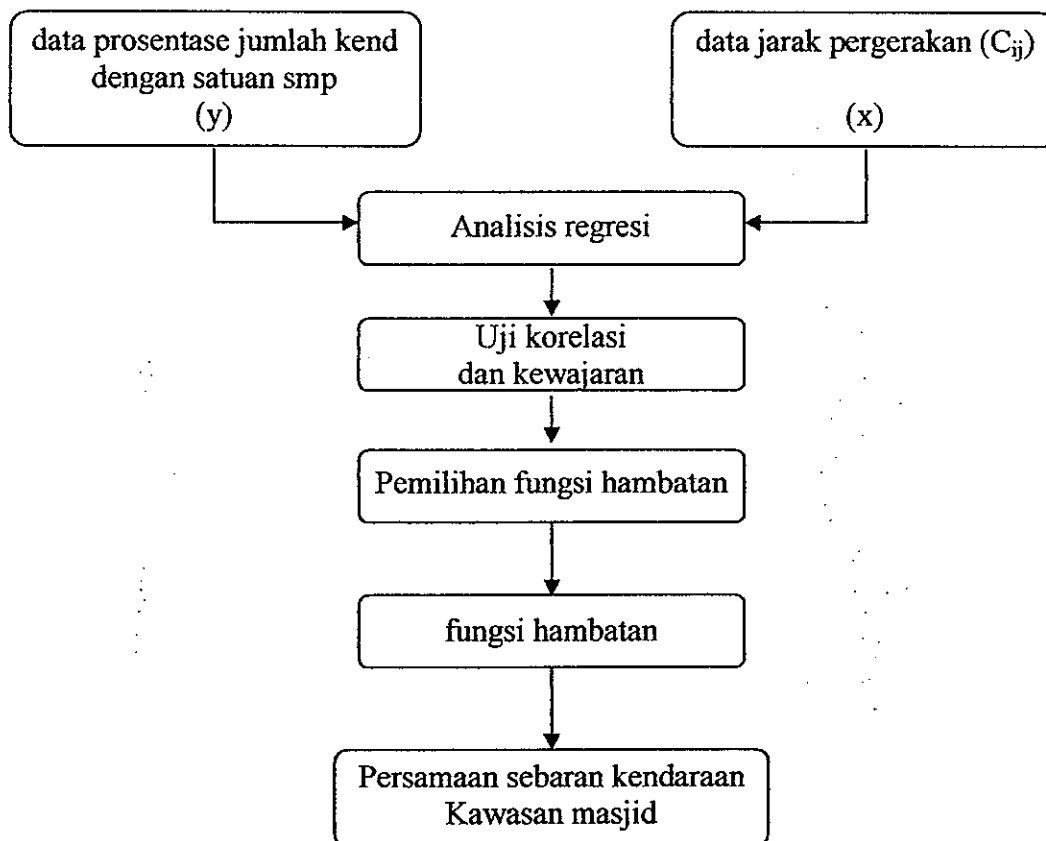 data prosentase jumlah kend
dengan satuan smp
(y)
data jarak pergerakan (Cij)
(x)
Analisis regresi
Uji korelasi
dan kewajaran
Pemilihan fungsi hambatan
fungsi hambatan
Persamaan sebaran kendaraan
Kawasan masjid